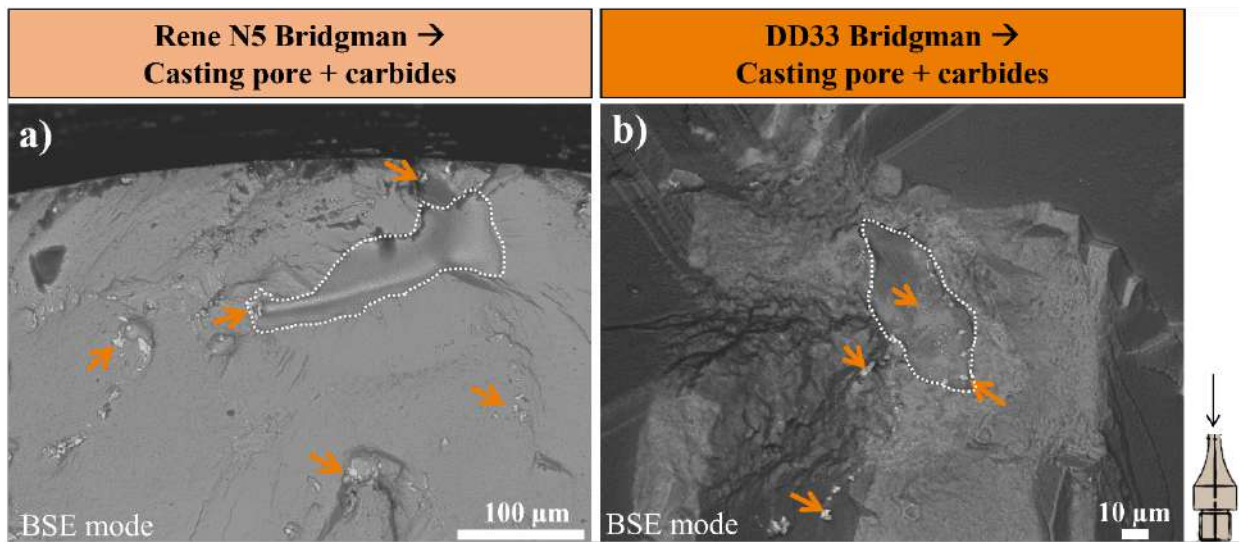 Rene N5 Bridgman →
Casting pore + carbides
DD33 Bridgman →
Casting pore + carbides
a)
b)
BSE mode
100 µm
BSE mode
10 µm